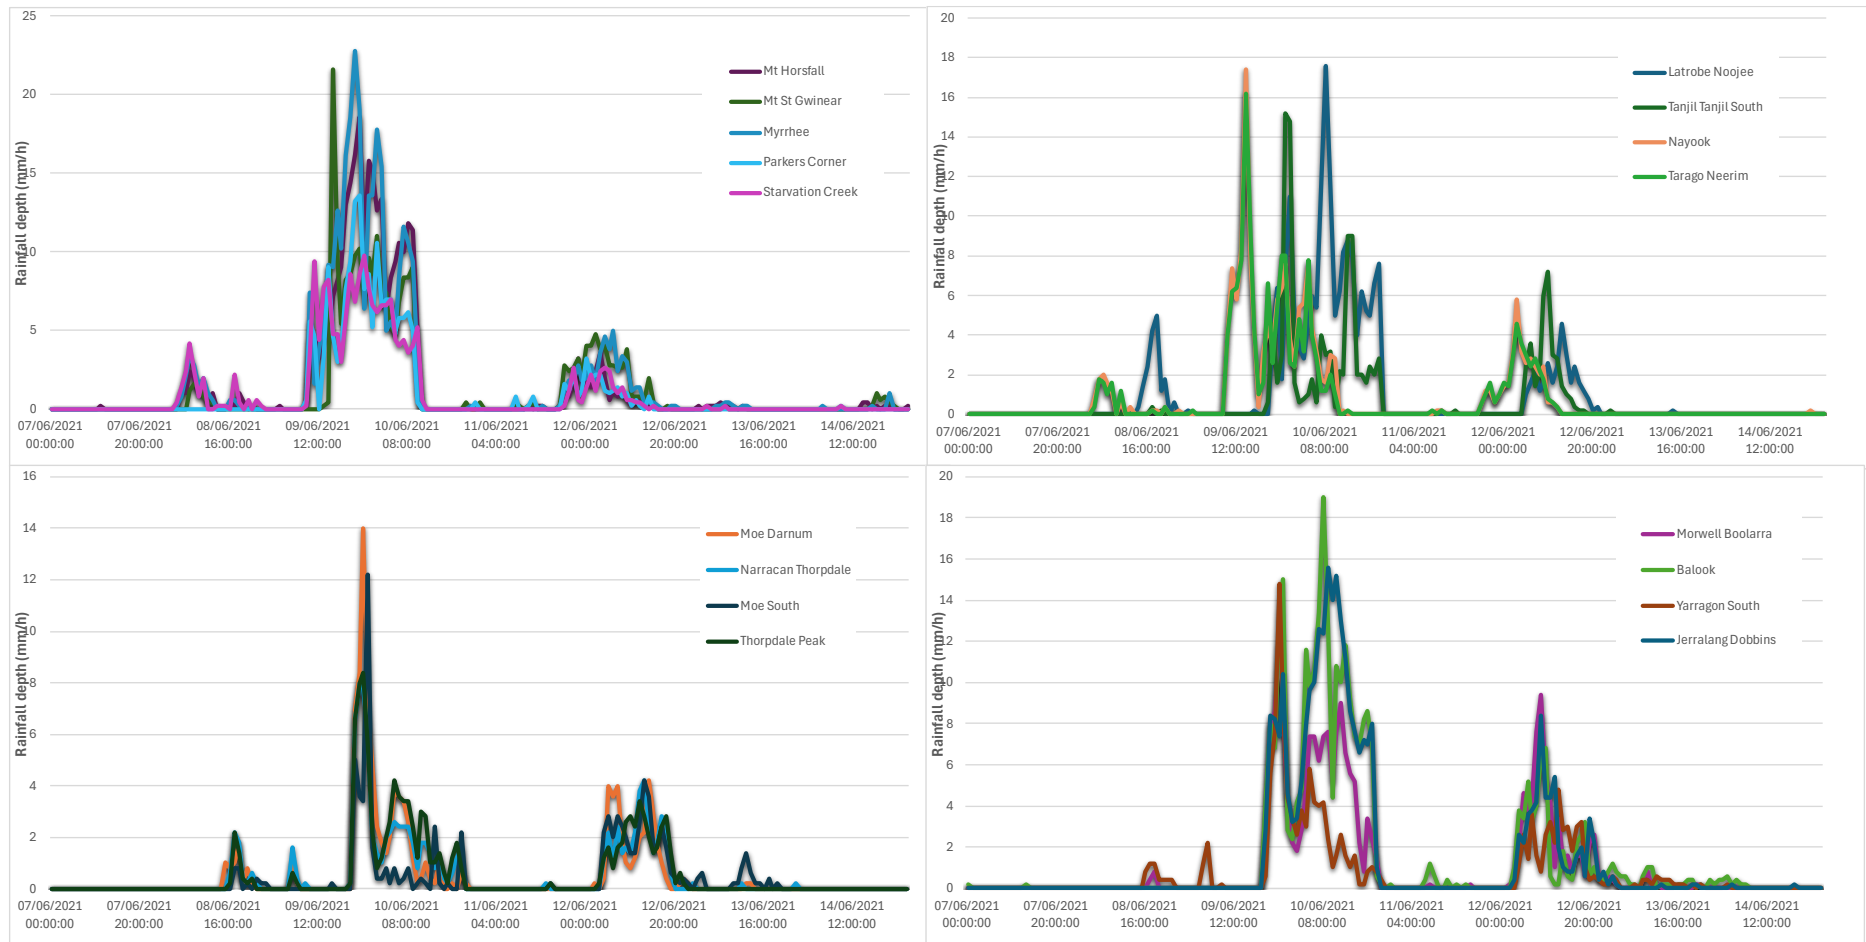 25
20
15
10
5
0
Rainfall depth (mm/h)
Mt Horsfall
Mt St Gwinear
Myrrhee
Parkers Corner
Starvation Creek
07/06/2021 07/06/2021 08/06/2021 09/06/2021 10/06/2021 11/06/2021 12/06/2021 12/06/2021 13/06/2021 14/06/2021
00:00:00 20:00:00 16:00:00 12:00:00 08:00:00 04:00:00 00:00:00 20:00:00 16:00:00 12:00:00
20
18
16
14
12
10
8
6
4
2
0
Rainfall depth (mm/h)
Latrobe Noojee
Tanjil Tanjil South
Nayook
Tarago Neerim
07/06/2021 07/06/2021 08/06/2021 09/06/2021 10/06/2021 11/06/2021 12/06/2021 12/06/2021 13/06/2021 14/06/2021
00:00:00 20:00:00 16:00:00 12:00:00 08:00:00 04:00:00 00:00:00 20:00:00 16:00:00 12:00:00
16
14
12
10
8
6
4
2
0
Rainfall depth (mm/h)
Moe Darnum
Narracan Thorpdale
Moe South
Thorpdale Peak
07/06/2021 07/06/2021 08/06/2021 09/06/2021 10/06/2021 11/06/2021 12/06/2021 12/06/2021 13/06/2021 14/06/2021
00:00:00 20:00:00 16:00:00 12:00:00 08:00:00 04:00:00 00:00:00 20:00:00 16:00:00 12:00:00
20
18
16
14
12
10
8
6
4
2
0
Rainfall depth (mm/h)
Morwell Boolarra
Balook
Yarragon South
Jerralang Dobbins
07/06/2021 07/06/2021 08/06/2021 09/06/2021 10/06/2021 11/06/2021 12/06/2021 12/06/2021 13/06/2021 14/06/2021
00:00:00 20:00:00 16:00:00 12:00:00 08:00:00 04:00:00 00:00:00 20:00:00 16:00:00 12:00:00